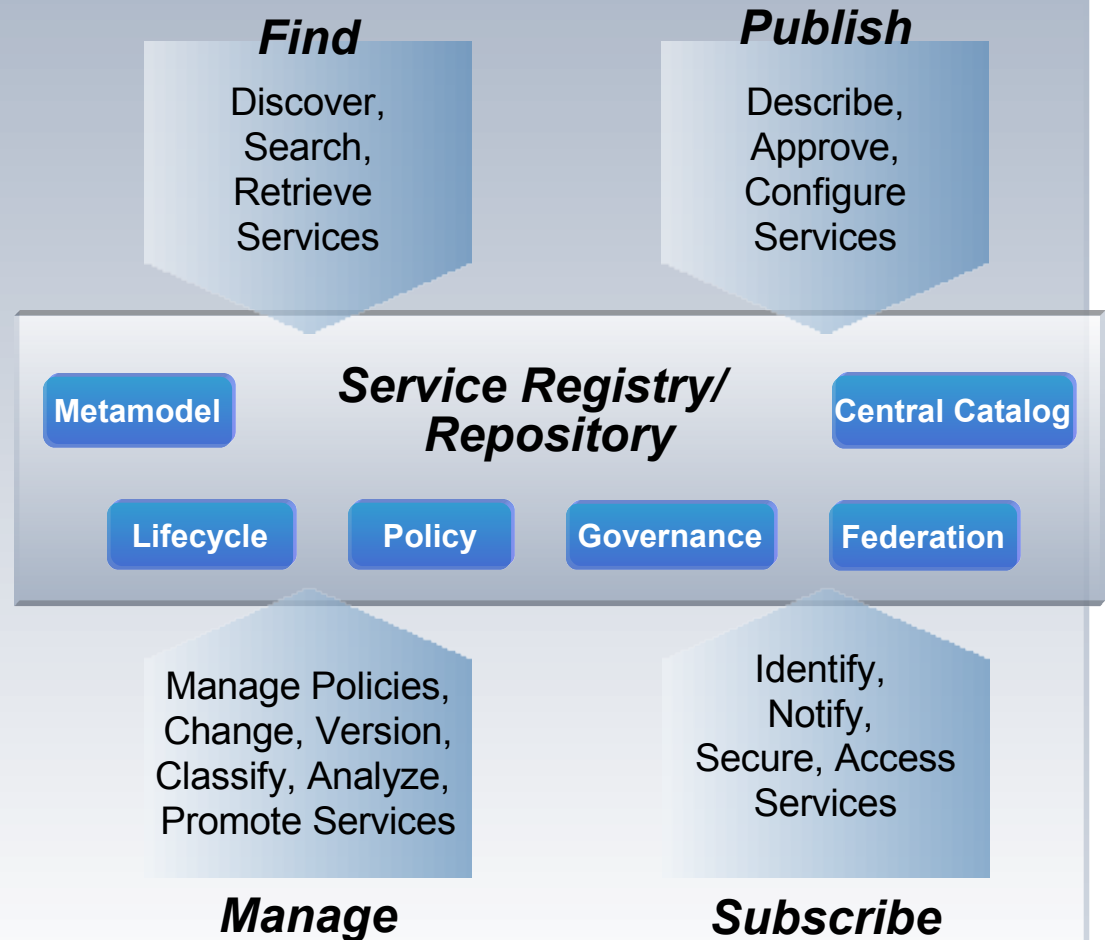 Find
Discover,
Search,
Retrieve
Services
Publish
Describe,
Approve,
Configure
Services
Service Registry/
Repository
Metamodel
Central Catalog
Lifecycle
Policy
Governance
Federation
Manage Policies,
Change, Version,
Classify, Analyze,
Promote Services
Manage
Identify,
Notify,
Secure, Access
Services
Subscribe